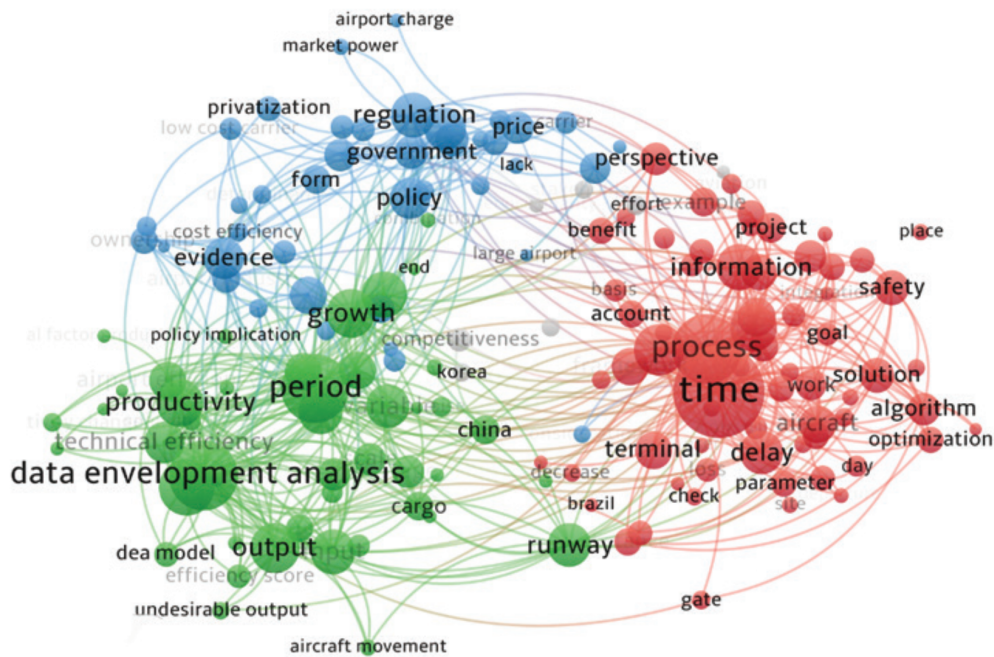 airport charge
market power
privatization
regulation
low cost carrier
price
carrier
government
lack
perspective
form
policy
effort
example
benefit
project
place
cost efficiency
evidence
large airport
end
information
basis
safety
growth
account
policy implication
competitiveness
goal
process
korea
period
time
work
solution
productivity
algorithm
aircraft
china
technical efficiency
optimization
terminal
delay
data envelopment analysis
decrease
loss
day
parameter
check
cargo
brazil
site
dea model
output
input
runway
efficiency score
undesirable output
gate
aircraft movement